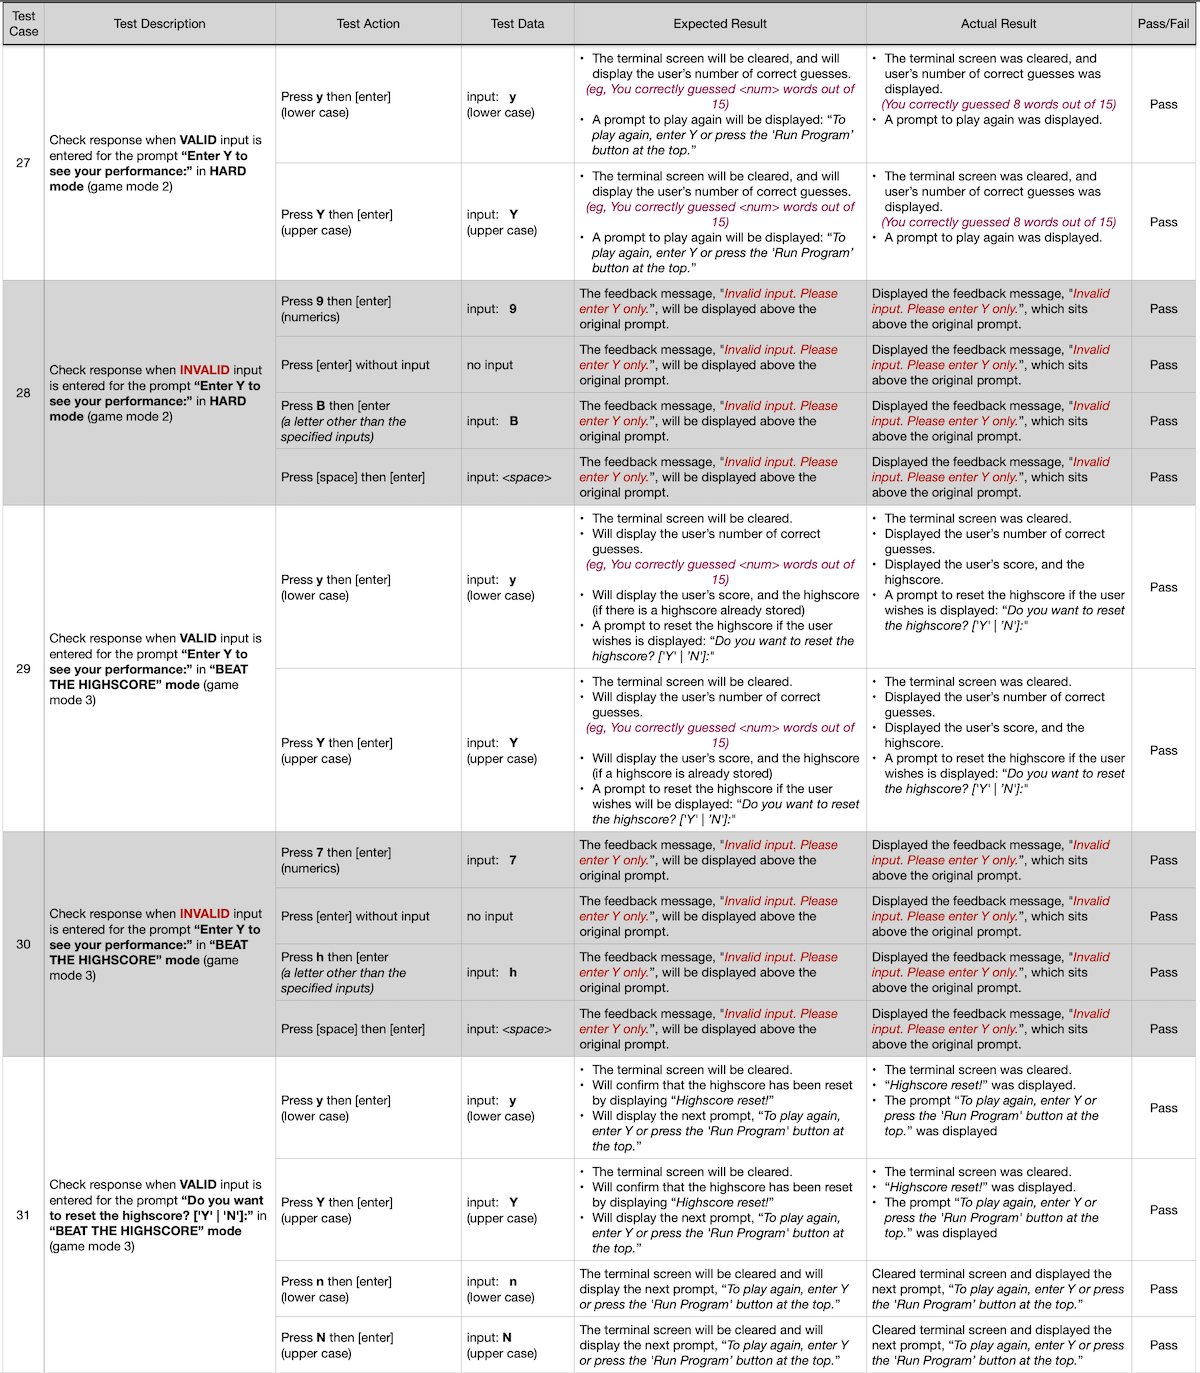 Test Case
Test Description
Test Action
Test Data
Expected Result
Actual Result
Pass/Fail
27
Check response when VALID input is
entered for the prompt “Enter Y to
see your performance:” in HARD
mode (game mode 2)
Press y then [enter]
(lower case)
input: y
(lower case)
• The terminal screen will be cleared, and will
display the user’s number of correct guesses.
(eg, You correctly guessed <num> words out of
15)
• A prompt to play again will be displayed: “To
play again, enter Y or press the 'Run Program’
button at the top.”
• The terminal screen was cleared, and
user’s number of correct guesses was
displayed.
(You correctly guessed 8 words out of 15)
• A prompt to play again was displayed.
Pass
Press Y then [enter]
(upper case)
input: Y
(upper case)
• The terminal screen will be cleared, and will
display the user’s number of correct guesses.
(eg, You correctly guessed <num> words out of
15)
• A prompt to play again will be displayed: “To
play again, enter Y or press the 'Run Program’
button at the top.”
• The terminal screen was cleared, and
user’s number of correct guesses was
displayed.
(You correctly guessed 8 words out of 15)
• A prompt to play again was displayed.
Pass
28
Check response when INVALID input
is entered for the prompt “Enter Y to
see your performance:” in HARD
mode (game mode 2)
Press 9 then [enter]
(numerics)
input: 9
The feedback message, "Invalid input. Please
enter Y only.”, will be displayed above the
original prompt.
Displayed the feedback message, "Invalid
input. Please enter Y only.”, which sits
above the original prompt.
Pass
Press [enter] without input
no input
The feedback message, "Invalid input. Please
enter Y only.”, will be displayed above the
original prompt.
Displayed the feedback message, "Invalid
input. Please enter Y only.”, which sits
above the original prompt.
Pass
Press B then [enter
(a letter other than the
specified inputs)
input: B
The feedback message, "Invalid input. Please
enter Y only.”, will be displayed above the
original prompt.
Displayed the feedback message, "Invalid
input. Please enter Y only.”, which sits
above the original prompt.
Pass
Press [space] then [enter]
input: <space>
The feedback message, "Invalid input. Please
enter Y only.”, will be displayed above the
original prompt.
Displayed the feedback message, "Invalid
input. Please enter Y only.”, which sits
above the original prompt.
Pass
29
Check response when VALID input is
entered for the prompt “Enter Y to
see your performance:” in “BEAT
THE HIGHSCORE” mode (game
mode 3)
Press y then [enter]
(lower case)
input: y
(lower case)
• The terminal screen will be cleared.
• Will display the user’s number of correct
guesses.
(eg, You correctly guessed <num> words out of
15)
• Will display the user’s score, and the highscore
(if there is a highscore already stored)
• A prompt to reset the highscore if the user
wishes is displayed: “Do you want to reset the
highscore? ['Y' | 'N']:"
• The terminal screen was cleared.
• Displayed the user’s number of correct
guesses.
• Displayed the user’s score, and the
highscore.
• A prompt to reset the highscore if the user
wishes is displayed: “Do you want to reset
the highscore? ['Y' | 'N']:"
Pass
Press Y then [enter]
(upper case)
input: Y
(upper case)
• The terminal screen will be cleared.
• Will display the user’s number of correct
guesses.
(eg, You correctly guessed <num> words out of
15)
• Will display the user’s score, and the highscore
(if a highscore is already stored)
• A prompt to reset the highscore if the user
wishes will be displayed: “Do you want to reset
the highscore? ['Y' | 'N']:"
• The terminal screen was cleared.
• Displayed the user’s number of correct
guesses.
• Displayed the user’s score, and the
highscore.
• A prompt to reset the highscore if the user
wishes is displayed: “Do you want to reset
the highscore? ['Y' | 'N']:"
Pass
30
Check response when INVALID input
is entered for the prompt “Enter Y to
see your performance:” in “BEAT
THE HIGHSCORE” mode (game
mode 3)
Press 7 then [enter]
(numerics)
input: 7
The feedback message, "Invalid input. Please
enter Y only.”, will be displayed above the
original prompt.
Displayed the feedback message, "Invalid
input. Please enter Y only.”, which sits
above the original prompt.
Pass
Press [enter] without input
no input
The feedback message, "Invalid input. Please
enter Y only.”, will be displayed above the
original prompt.
Displayed the feedback message, "Invalid
input. Please enter Y only.”, which sits
above the original prompt.
Pass
Press h then [enter
(a letter other than the
specified inputs)
input: h
The feedback message, "Invalid input. Please
enter Y only.”, will be displayed above the
original prompt.
Displayed the feedback message, "Invalid
input. Please enter Y only.”, which sits
above the original prompt.
Pass
Press [space] then [enter]
input: <space>
The feedback message, "Invalid input. Please
enter Y only.”, will be displayed above the
original prompt.
Displayed the feedback message, "Invalid
input. Please enter Y only.”, which sits
above the original prompt.
Pass
31
Check response when VALID input is
entered for the prompt “Do you want
to reset the highscore? ['Y' | 'N']:” in
“BEAT THE HIGHSCORE” mode
(game mode 3)
Press y then [enter]
(lower case)
input: y
(lower case)
• The terminal screen will be cleared.
• Will confirm that the highscore has been reset
by displaying “Highscore reset!”
• Will display the next prompt, “To play again,
enter Y or press the 'Run Program' button at
the top.”
• The terminal screen was cleared.
• “Highscore reset!” was displayed.
• The prompt “To play again, enter Y or
press the 'Run Program' button at the
top.” was displayed
Pass
Press Y then [enter]
(upper case)
input: Y
(upper case)
• The terminal screen will be cleared.
• Will confirm that the highscore has been reset
by displaying “Highscore reset!”
• Will display the next prompt, “To play again,
enter Y or press the 'Run Program' button at
the top.”
• The terminal screen was cleared.
• “Highscore reset!” was displayed.
• The prompt “To play again, enter Y or
press the 'Run Program' button at the
top.” was displayed
Pass
Press n then [enter]
(lower case)
input: n
(lower case)
The terminal screen will be cleared and will
display the next prompt, “To play again, enter Y
or press the 'Run Program’ button at the top.”
Cleared terminal screen and displayed the
next prompt, “To play again, enter Y or press
the 'Run Program’ button at the top.”
Pass
Press N then [enter]
(upper case)
input: N
(upper case)
The terminal screen will be cleared and will
display the next prompt, “To play again, enter Y
or press the 'Run Program’ button at the top.”
Cleared terminal screen and displayed the
next prompt, “To play again, enter Y or press
the 'Run Program’ button at the top.”
Pass